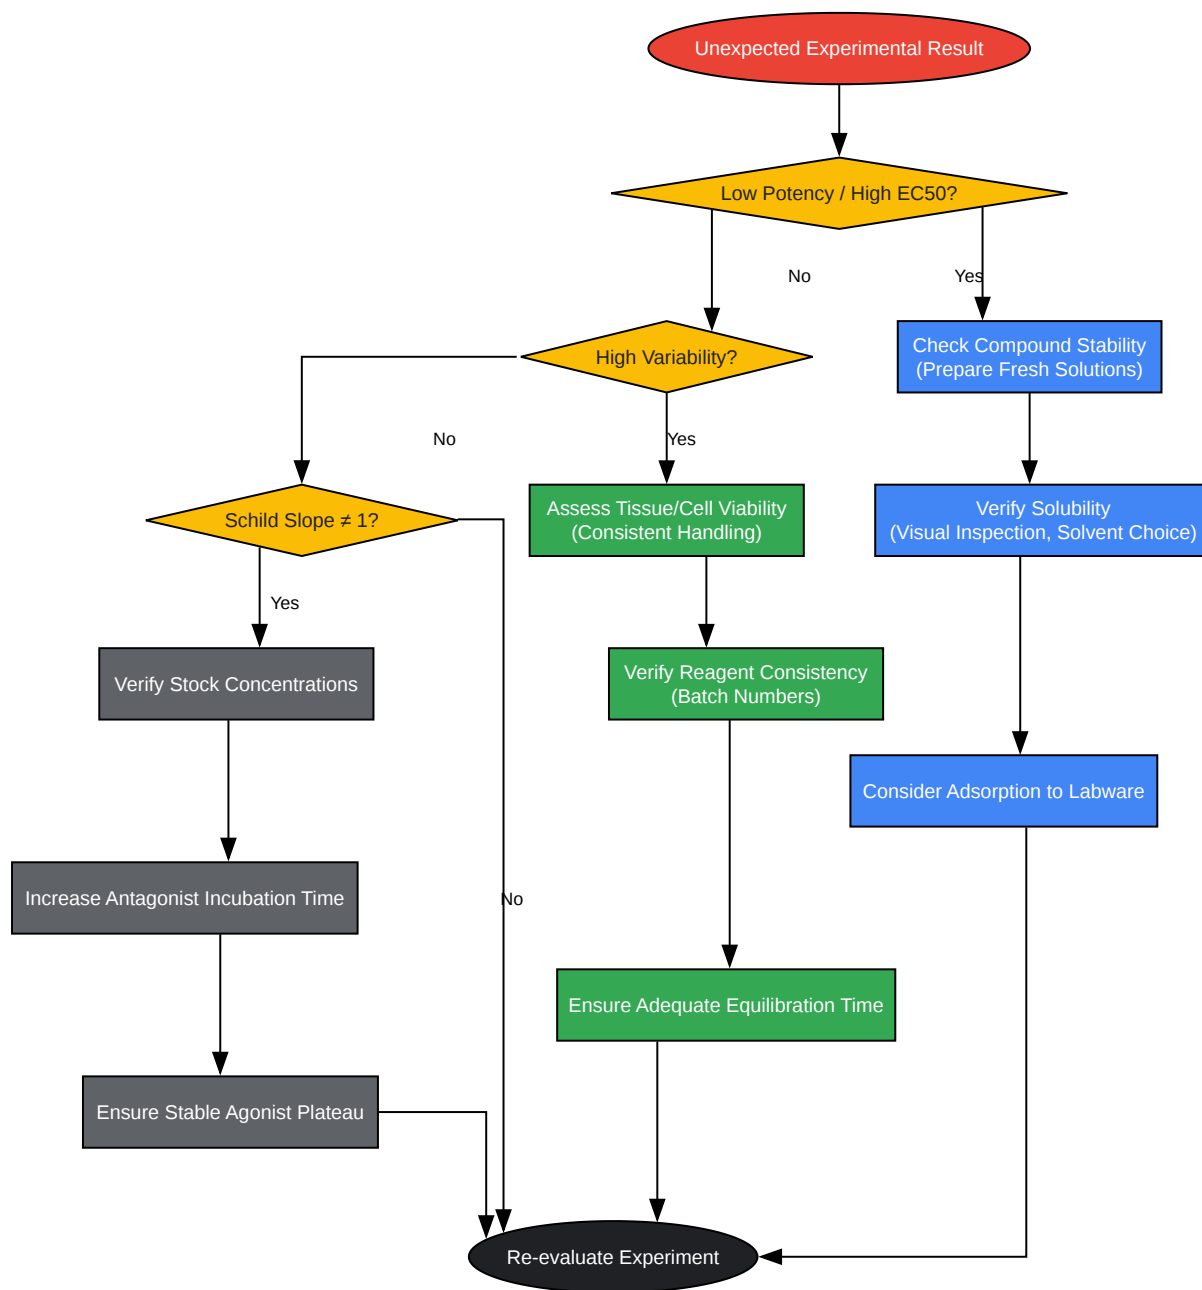 Unexpected Experimental Result
Low Potency / High EC50?
No
Yes
High Variability?
Check Compound Stability
(Prepare Fresh Solutions)
No
Yes
Schild Slope ≠ 1?
Assess Tissue/Cell Viability
(Consistent Handling)
Verify Solubility
(Visual Inspection, Solvent Choice)
Yes
Verify Stock Concentrations
Verify Reagent Consistency
(Batch Numbers)
Consider Adsorption to Labware
Increase Antagonist Incubation Time
No
Ensure Adequate Equilibration Time
Ensure Stable Agonist Plateau
Re-evaluate Experiment